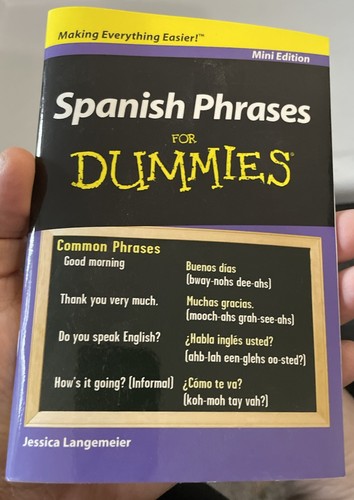 Making Everything Easier!™
Mini Edition
Spanish Phrases
FOR
DUMMIES®
Common Phrases
Good morning
Buenos días
(bway-nohs dee-ahs)
Thank you very much.
Muchas gracias.
(mooch-ahs grah-see-ahs)
Do you speak English?
¿Habla inglés usted?
(ahb-lah een-glehs oo-sted?)
How's it going? (Informal)
¿Cómo te va?
(koh-moh tay vah?)
Jessica Langemeier